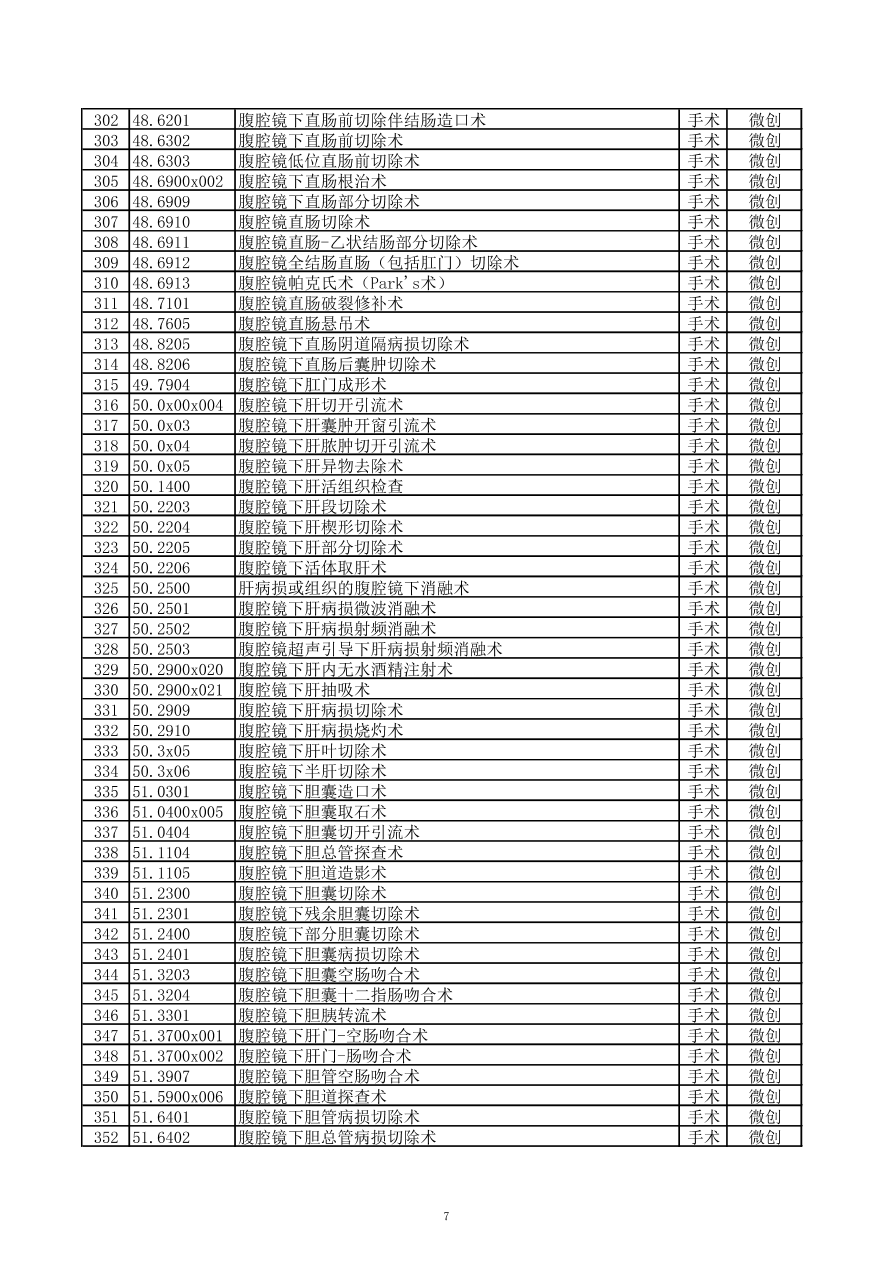 302 48.6201 腹腔镜下直肠前切除伴结肠造口术 手术 微创
303 48.6302 腹腔镜下直肠前切除术 手术 微创
304 48.6303 腹腔镜低位直肠前切除术 手术 微创
305 48.6900x002 腹腔镜下直肠根治术 手术 微创
306 48.6909 腹腔镜下直肠部分切除术 手术 微创
307 48.6910 腹腔镜直肠切除术 手术 微创
308 48.6911 腹腔镜直肠-乙状结肠部分切除术 手术 微创
309 48.6912 腹腔镜全结肠直肠（包括肛门）切除术 手术 微创
310 48.6913 腹腔镜帕克氏术（Park's术） 手术 微创
311 48.7101 腹腔镜直肠破裂修补术 手术 微创
312 48.7605 腹腔镜直肠悬吊术 手术 微创
313 48.8205 腹腔镜下直肠阴道隔病损切除术 手术 微创
314 48.8206 腹腔镜下直肠后囊肿切除术 手术 微创
315 49.7904 腹腔镜下肛门成形术 手术 微创
316 50.0x00x004 腹腔镜下肝切开引流术 手术 微创
317 50.0x03 腹腔镜下肝囊肿开窗引流术 手术 微创
318 50.0x04 腹腔镜下肝脓肿切开引流术 手术 微创
319 50.0x05 腹腔镜下肝异物去除术 手术 微创
320 50.1400 腹腔镜下肝活组织检查 手术 微创
321 50.2203 腹腔镜下肝段切除术 手术 微创
322 50.2204 腹腔镜下肝楔形切除术 手术 微创
323 50.2205 腹腔镜下肝部分切除术 手术 微创
324 50.2206 腹腔镜下活体取肝术 手术 微创
325 50.2500 肝病损或组织的腹腔镜下消融术 手术 微创
326 50.2501 腹腔镜下肝病损微波消融术 手术 微创
327 50.2502 腹腔镜下肝病损射频消融术 手术 微创
328 50.2503 腹腔镜超声引导下肝病损射频消融术 手术 微创
329 50.2900x020 腹腔镜下肝内无水酒精注射术 手术 微创
330 50.2900x021 腹腔镜下肝抽吸术 手术 微创
331 50.2909 腹腔镜下肝病损切除术 手术 微创
332 50.2910 腹腔镜下肝病损烧灼术 手术 微创
333 50.3x05 腹腔镜下肝叶切除术 手术 微创
334 50.3x06 腹腔镜下半肝切除术 手术 微创
335 51.0301 腹腔镜下胆囊造口术 手术 微创
336 51.0400x005 腹腔镜下胆囊取石术 手术 微创
337 51.0404 腹腔镜下胆囊切开引流术 手术 微创
338 51.1104 腹腔镜下胆总管探查术 手术 微创
339 51.1105 腹腔镜下胆道造影术 手术 微创
340 51.2300 腹腔镜下胆囊切除术 手术 微创
341 51.2301 腹腔镜下残余胆囊切除术 手术 微创
342 51.2400 腹腔镜下部分胆囊切除术 手术 微创
343 51.2401 腹腔镜下胆囊病损切除术 手术 微创
344 51.3203 腹腔镜下胆囊空肠吻合术 手术 微创
345 51.3204 腹腔镜下胆囊十二指肠吻合术 手术 微创
346 51.3301 腹腔镜下胆胰转流术 手术 微创
347 51.3700x001 腹腔镜下肝门-空肠吻合术 手术 微创
348 51.3700x002 腹腔镜下肝门-肠吻合术 手术 微创
349 51.3907 腹腔镜下胆管空肠吻合术 手术 微创
350 51.5900x006 腹腔镜下胆道探查术 手术 微创
351 51.6401 腹腔镜下胆管病损切除术 手术 微创
352 51.6402 腹腔镜下胆总管病损切除术 手术 微创
7